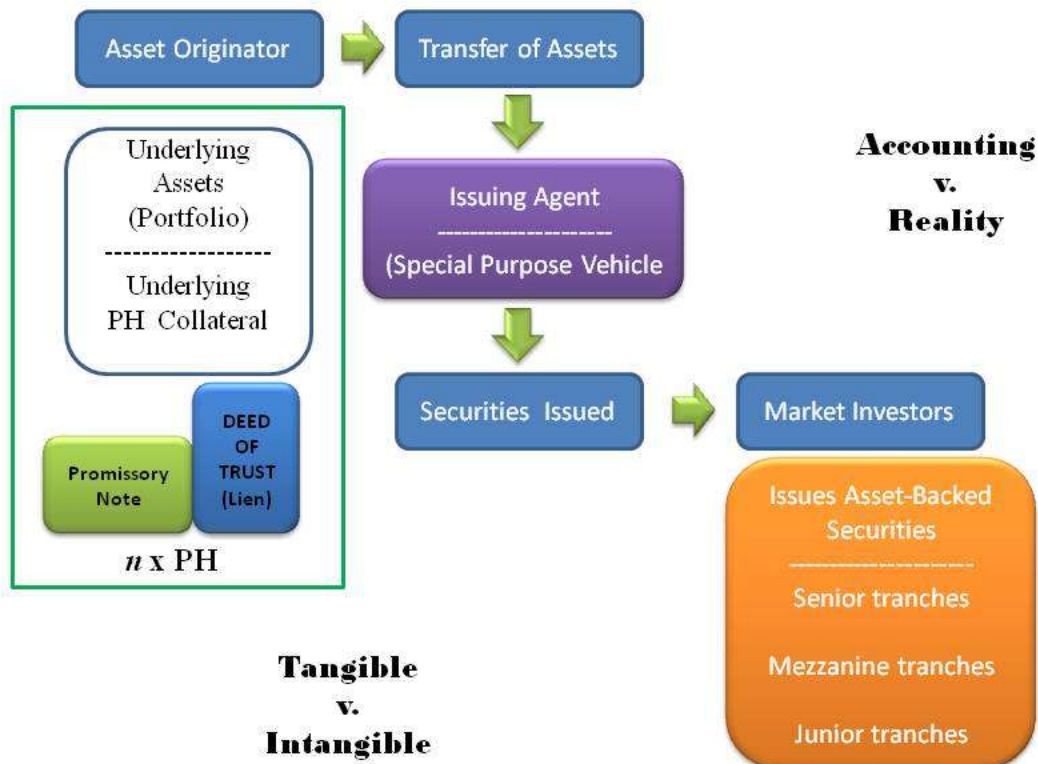 Asset Originator
Transfer of Assets
Underlying
Assets
(Portfolio)
------------------
Underlying
PH Collateral
Promissory
Note
DEED
OF
TRUST
(Lien)
n x PH
Issuing Agent
---------------------
(Special Purpose Vehicle
Accounting
v.
Reality
Securities Issued
Market Investors
Issues Asset-Backed
Securities
----------------------
Senior tranches
Mezzanine tranches
Junior tranches
Tangible
v.
Intangible